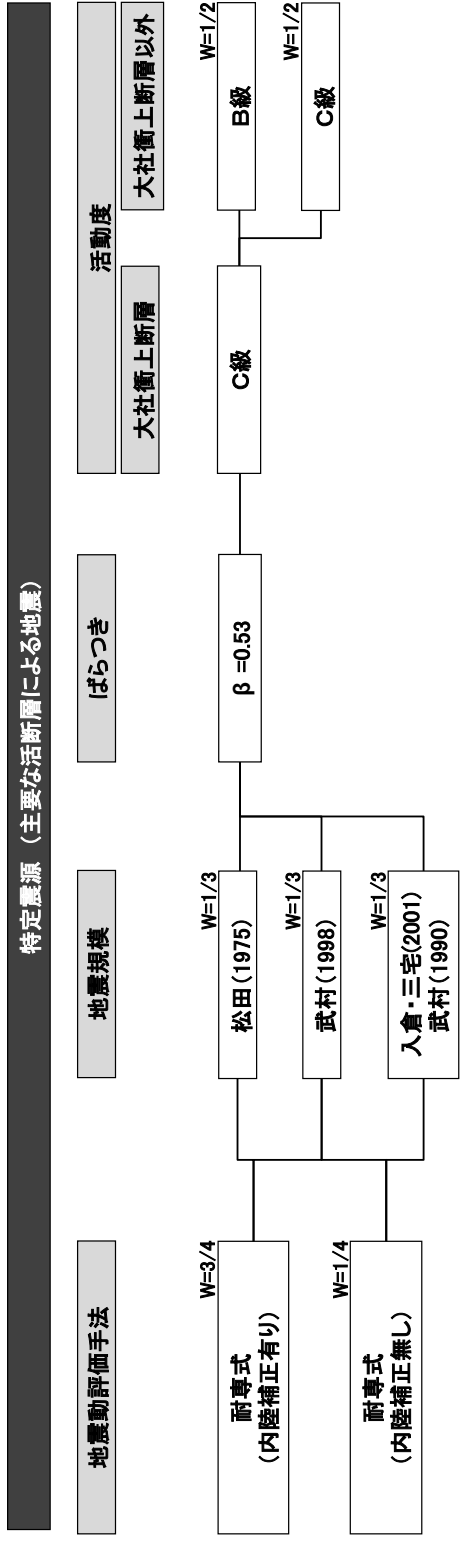 特定震源 (主要な活断層による地震)
地震動評価手法
地震規模
ばらつき
活動度
大社衝上断層
大社衝上断層以外
W=3/4
耐専式
(内陸補正有り)
W=1/4
耐専式
(内陸補正無し)
W=1/3
松田(1975)
W=1/3
武村(1998)
W=1/3
入倉・三宅(2001)
武村(1990)
β =0.53
C級
W=1/2
B級
W=1/2
C級